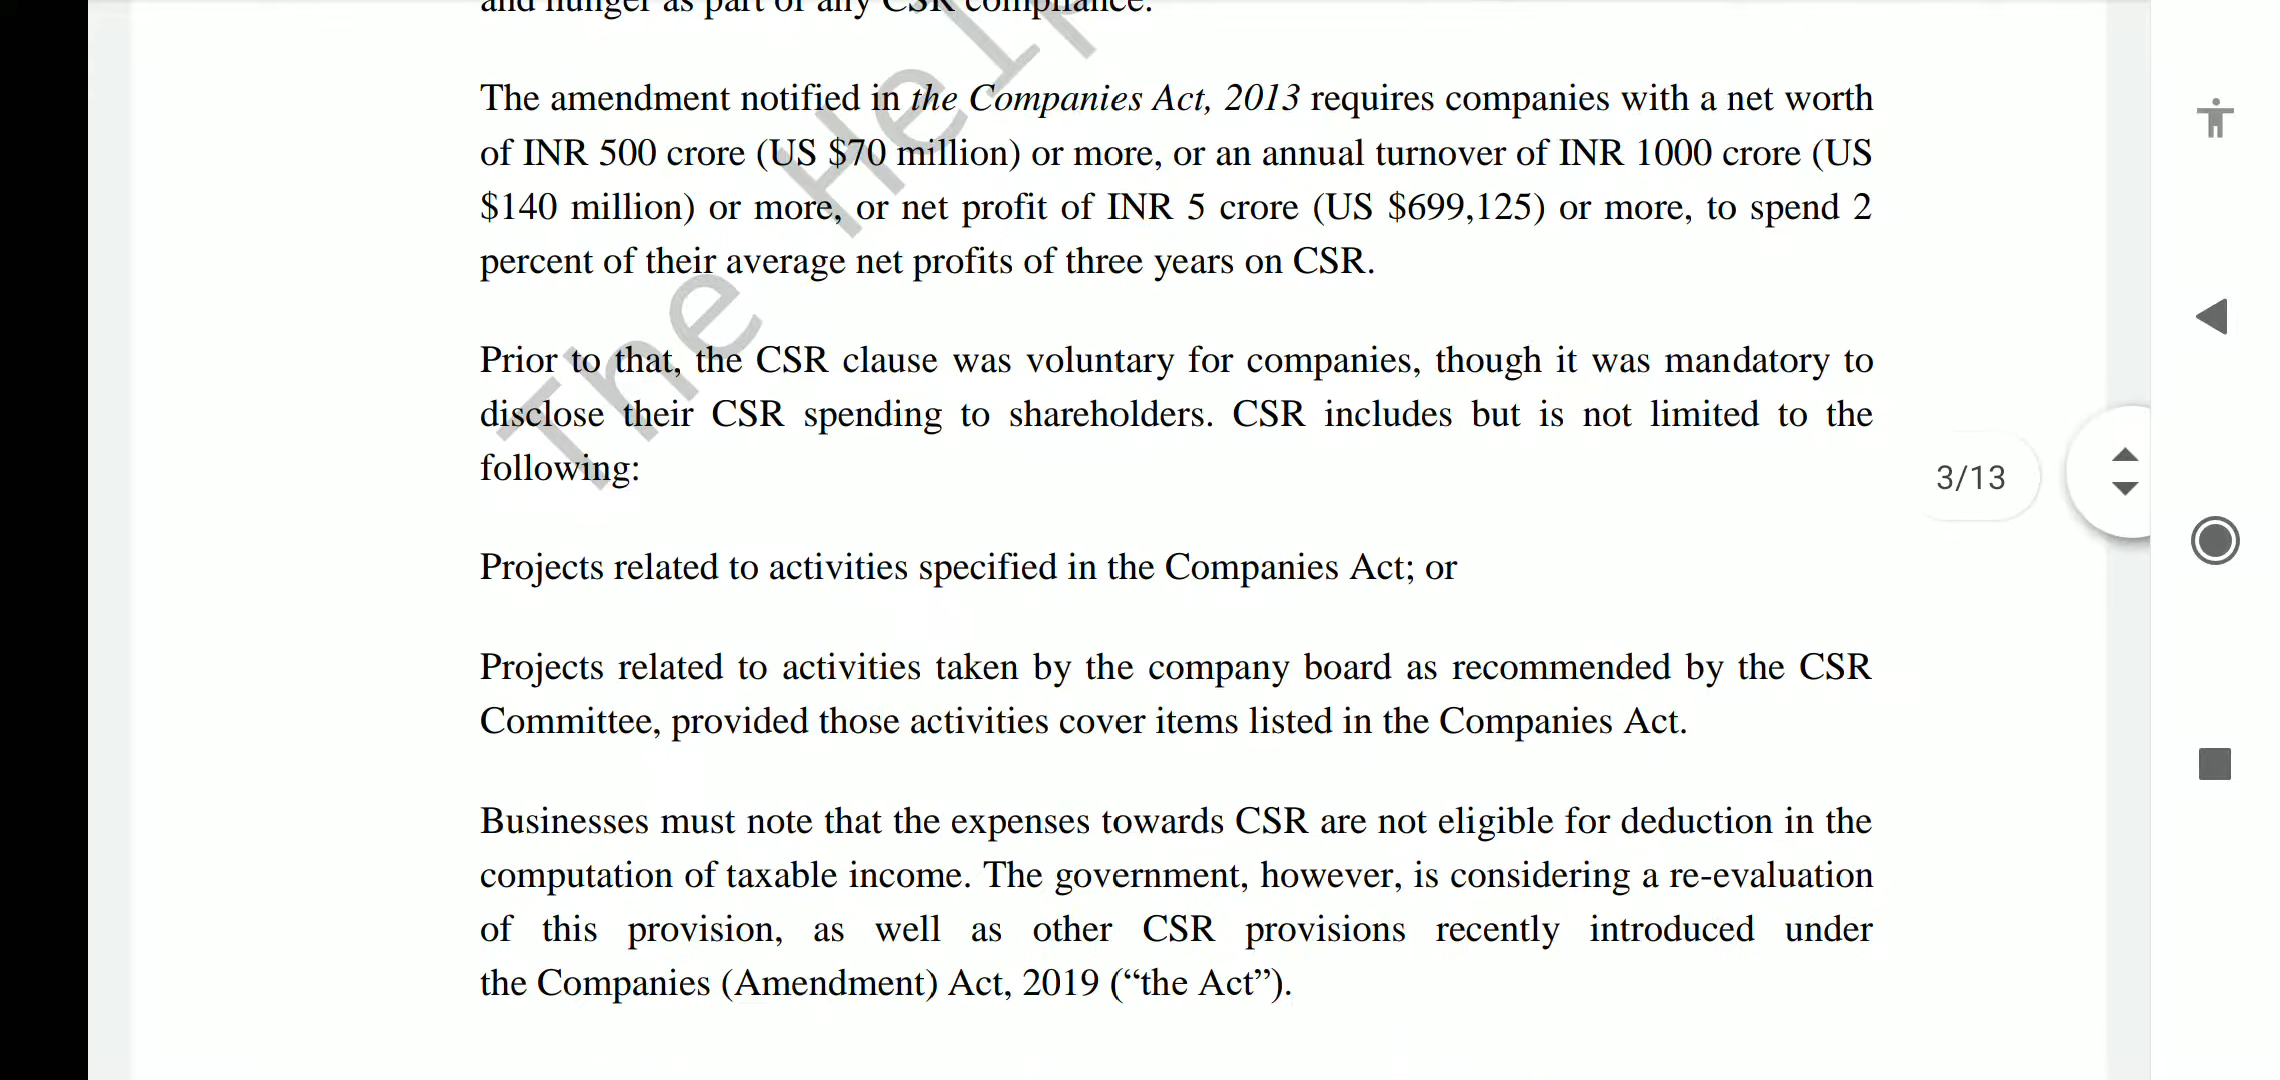 and hunger as part of any CSR compliance.
The amendment notified in the Companies Act, 2013 requires companies with a net worth
of INR 500 crore (US $70 million) or more, or an annual turnover of INR 1000 crore (US
$140 million) or more, or net profit of INR 5 crore (US $699,125) or more, to spend 2
percent of their average net profits of three years on CSR.
Prior to that, the CSR clause was voluntary for companies, though it was mandatory to
disclose their CSR spending to shareholders. CSR includes but is not limited to the
following:
3/13
Projects related to activities specified in the Companies Act; or
Projects related to activities taken by the company board as recommended by the CSR
Committee, provided those activities cover items listed in the Companies Act.
Businesses must note that the expenses towards CSR are not eligible for deduction in the
computation of taxable income. The government, however, is considering a re-evaluation
of this provision, as well as other CSR provisions recently introduced under
the Companies (Amendment) Act, 2019 (“the Act”).
The